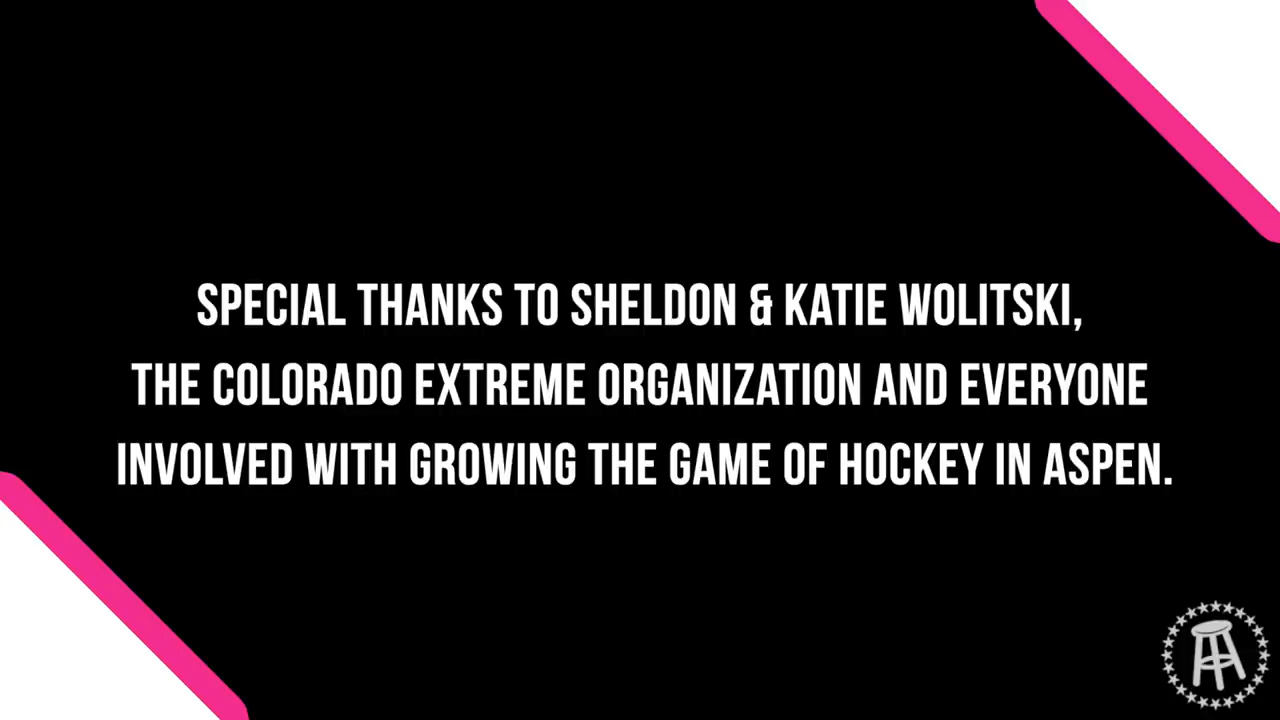 SPECIAL THANKS TO SHELDON & KATIE WOLITSKI,
THE COLORADO EXTREME ORGANIZATION AND EVERYONE
INVOLVED WITH GROWING THE GAME OF HOCKEY IN ASPEN.